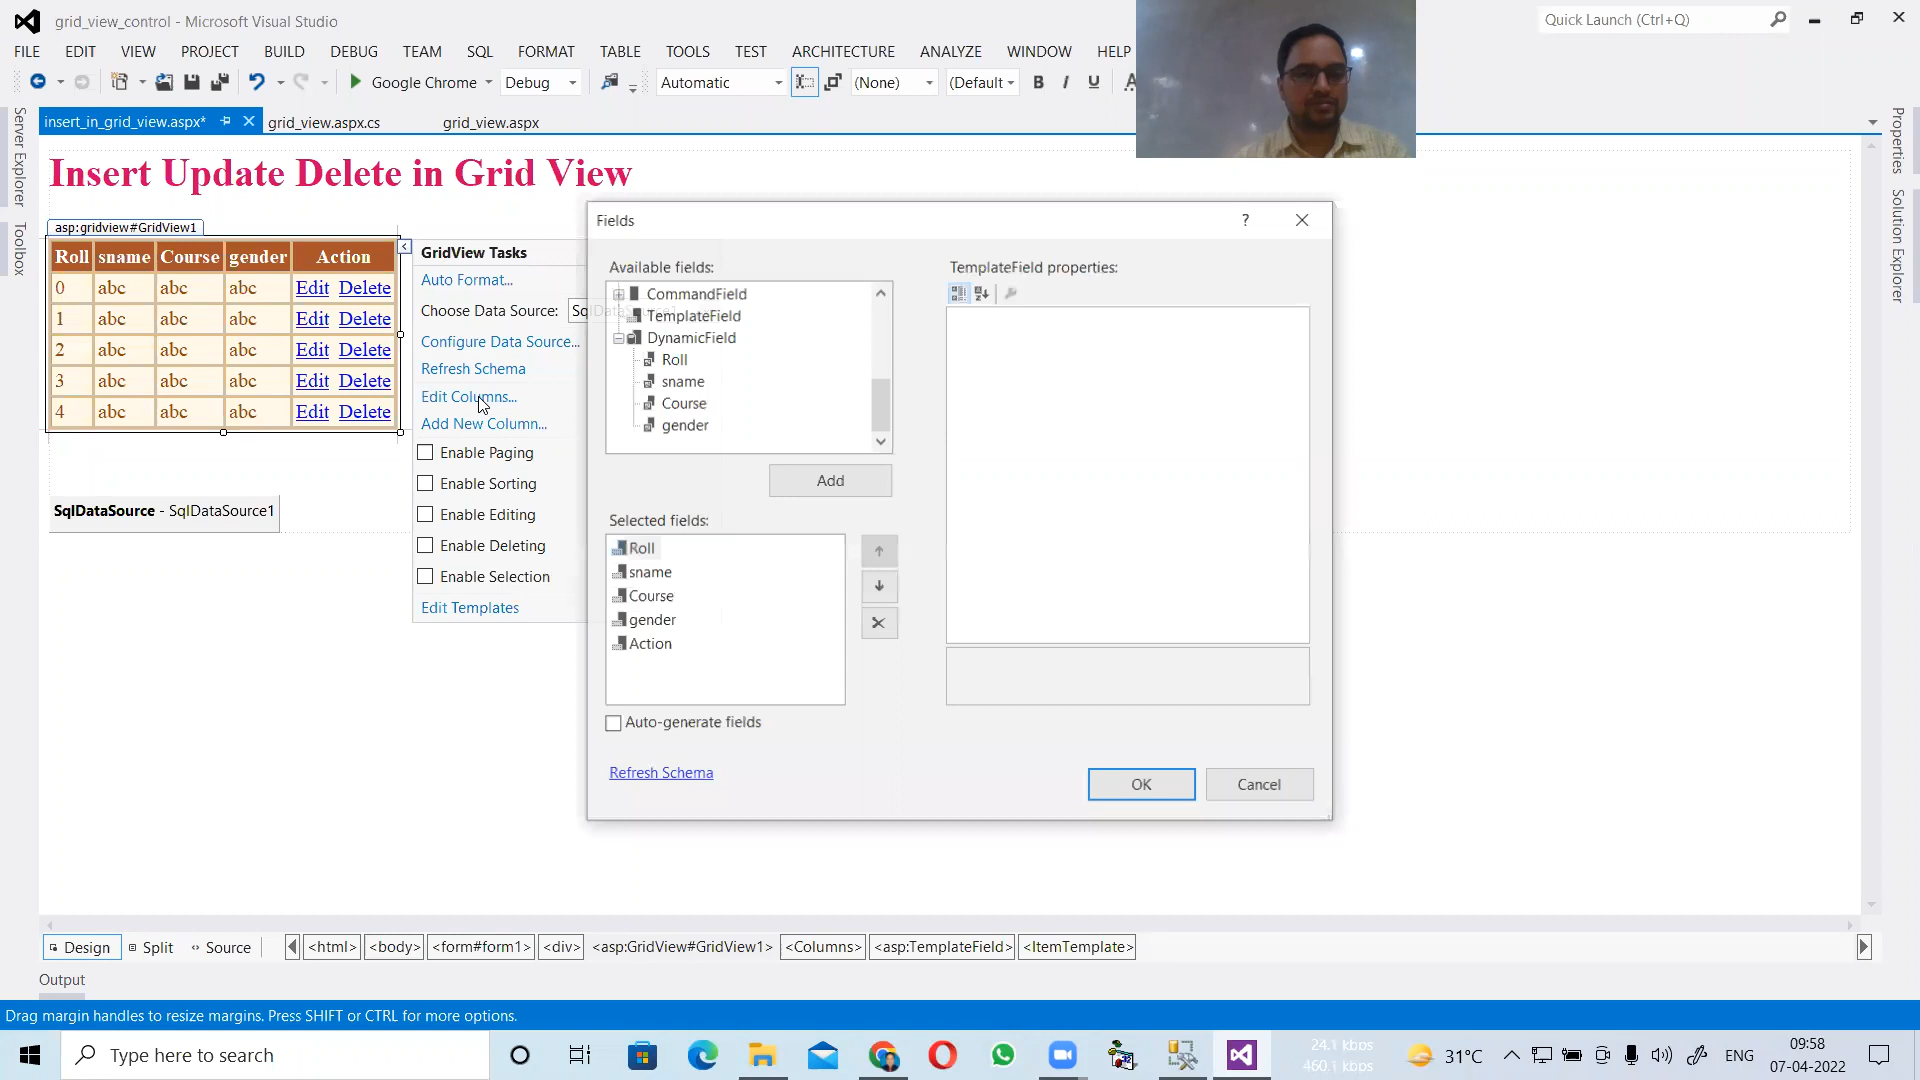 grid_view_control - Microsoft Visual Studio
Quick Launch (Ctrl+Q)
FILE EDIT VIEW PROJECT BUILD DEBUG TEAM SQL FORMAT TABLE TOOLS TEST ARCHITECTURE ANALYZE WINDOW HELP
Google Chrome Debug Automatic (None) (Default B I U A
insert_in_grid_view.aspx* grid_view.aspx.cs grid_view.aspx
Server Explorer
Toolbox
Properties
Solution Explorer
Insert Update Delete in Grid View
asp:gridview#GridView1
Roll sname Course gender Action
0 abc abc abc Edit Delete
1 abc abc abc Edit Delete
2 abc abc abc Edit Delete
3 abc abc abc Edit Delete
4 abc abc abc Edit Delete
SqlDataSource - SqlDataSource1
GridView Tasks
Auto Format...
Choose Data Source:
Configure Data Source...
Refresh Schema
Edit Columns...
Add New Column...
Enable Paging
Enable Sorting
Enable Editing
Enable Deleting
Enable Selection
Edit Templates
Fields
?
Available fields:
CommandField
TemplateField
DynamicField
Roll
sname
Course
gender
Add
Selected fields:
Roll
sname
Course
gender
Action
Auto-generate fields
Refresh Schema
TemplateField properties:
OK Cancel
Design Split Source <html> <body> <form#form1> <div> <asp:GridView#GridView1> <Columns> <asp:TemplateField> <ItemTemplate>
Output
Drag margin handles to resize margins. Press SHIFT or CTRL for more options.
Type here to search
24.1 kbps
460.1 kbps
31°C
ENG
09:58
07-04-2022